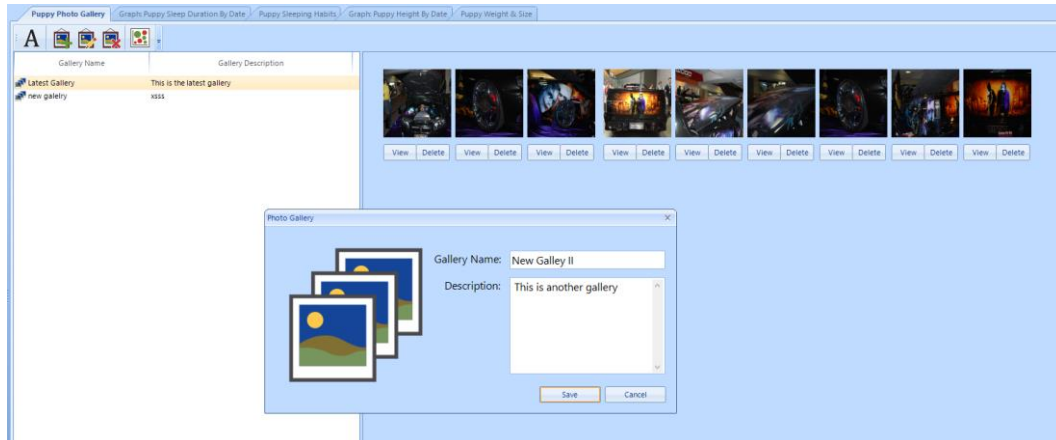 Puppy Photo Gallery Graph: Puppy Sleep Duration By Date Puppy Sleeping Habits Graph: Puppy Height By Date Puppy Weight & Size
A
Gallery Name Gallery Description
Latest Gallery This is the latest gallery
new galelry xsss
View Delete View Delete View Delete View Delete View Delete View Delete View Delete View Delete View Delete
Photo Gallery
Gallery Name: New Galley II
Description: This is another gallery
Save Cancel